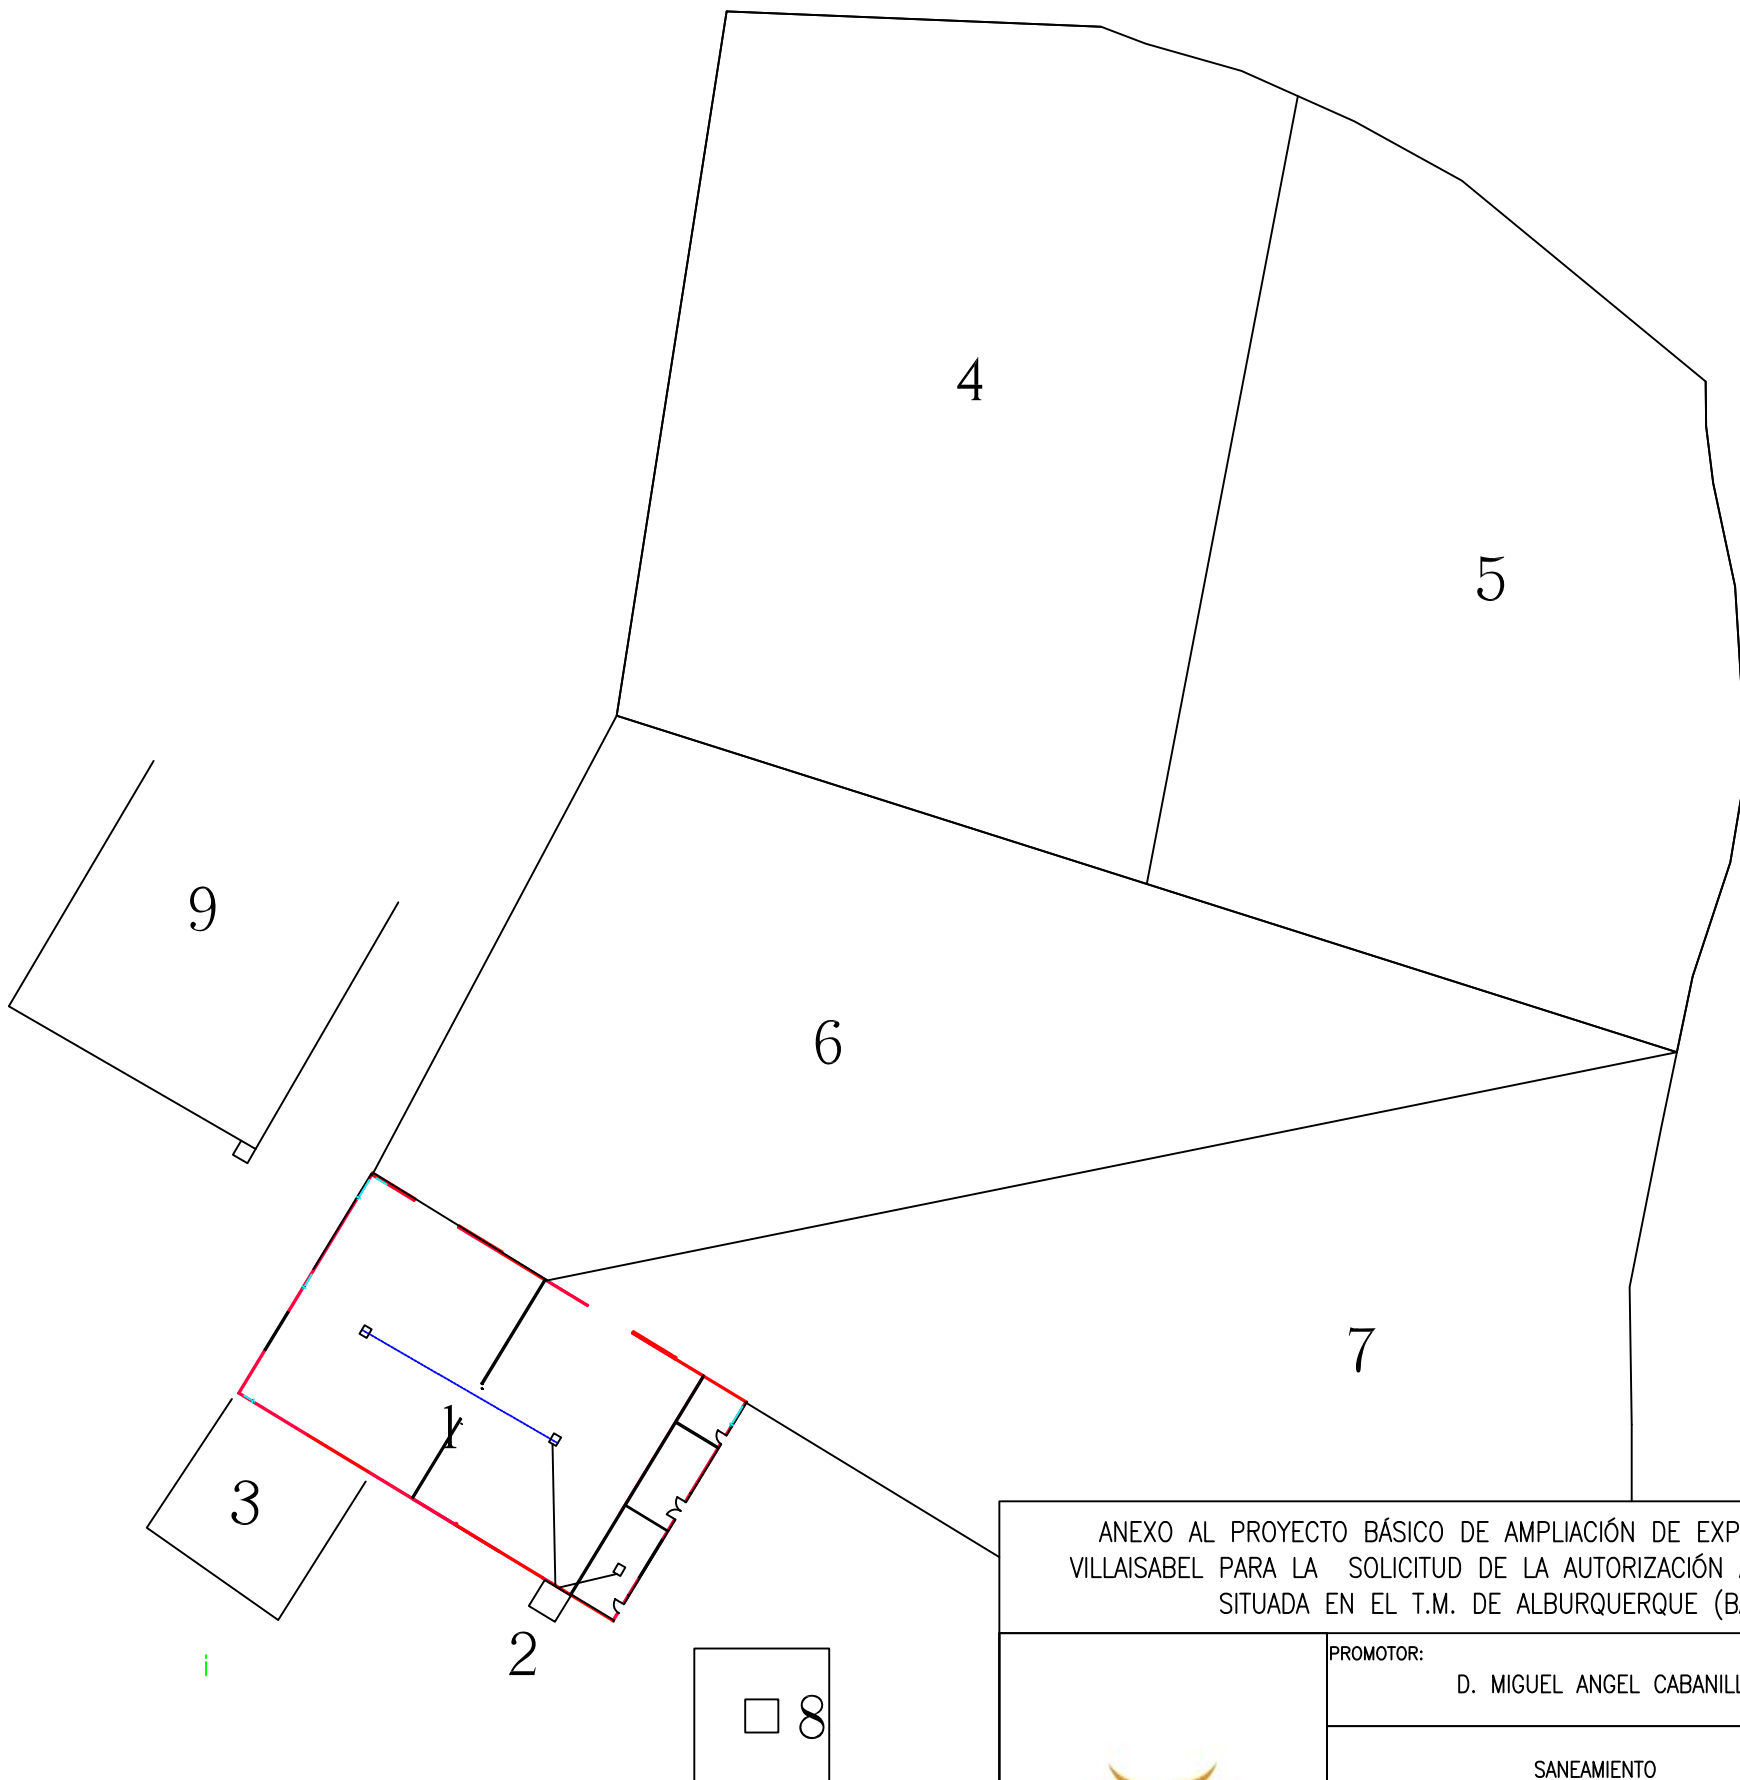 4
5
9
6
7
1
3
2
8
i
ANEXO AL PROYECTO BÁSICO DE AMPLIACIÓN DE EXP
VILLAISABEL PARA LA SOLICITUD DE LA AUTORIZACIÓN
SITUADA EN EL T.M. DE ALBURQUERQUE (B
PROMOTOR:
D. MIGUEL ANGEL CABANILL
SANEAMIENTO